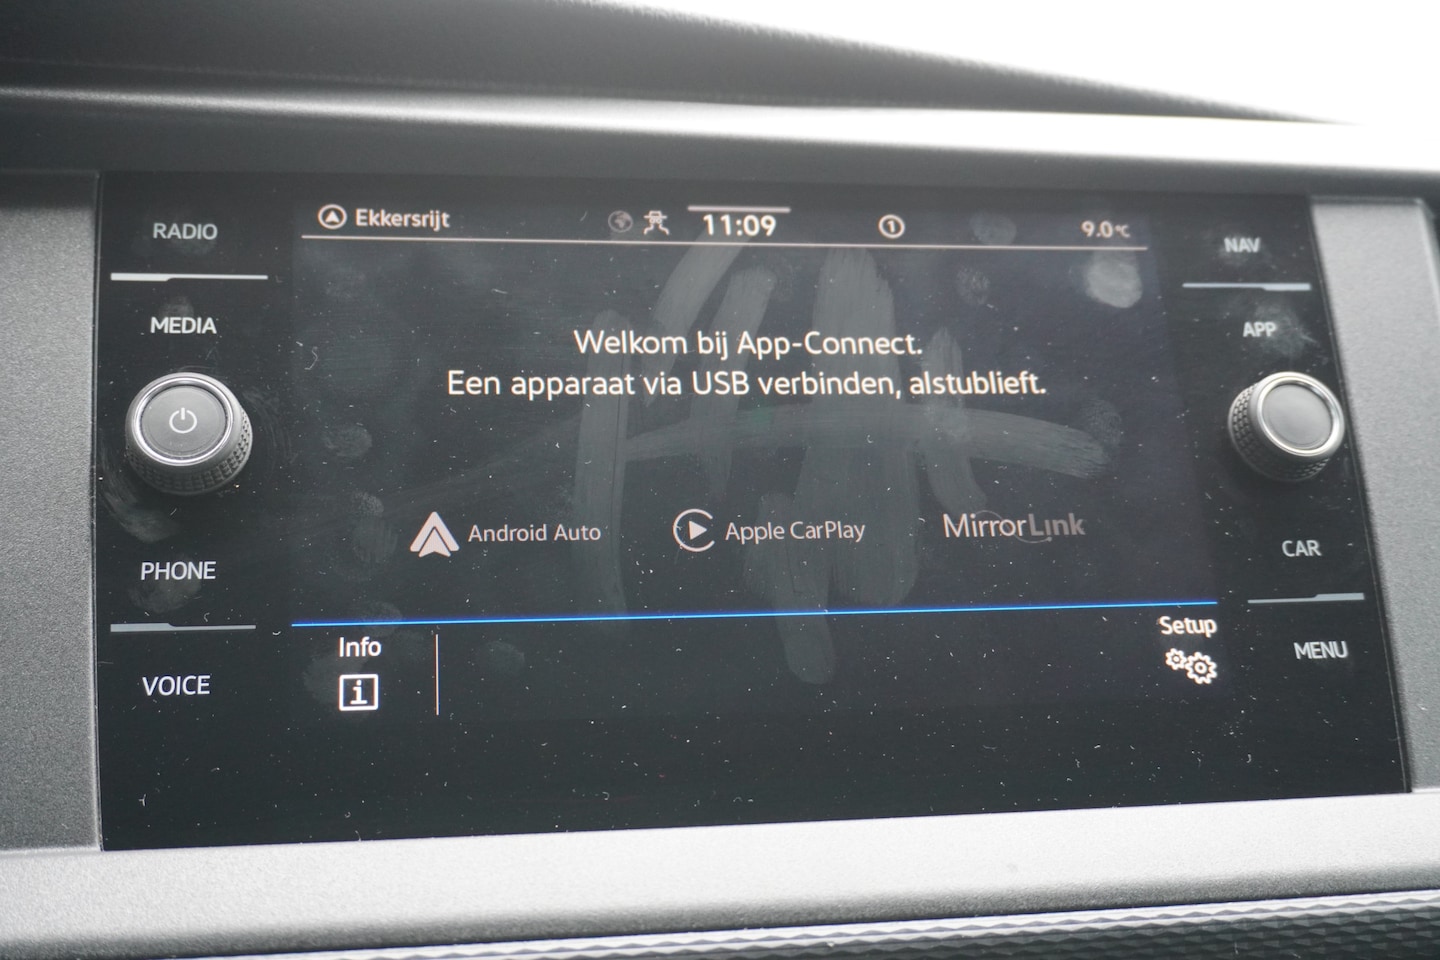 RADIO
MEDIA
PHONE
VOICE
Ekkersrijt
11:09
1
9.0°C
Welkom bij App-Connect.
Een apparaat via USB verbinden, alstublieft.
Android Auto
Apple CarPlay
MirrorLink
Info
i
Setup
NAV
APP
CAR
MENU